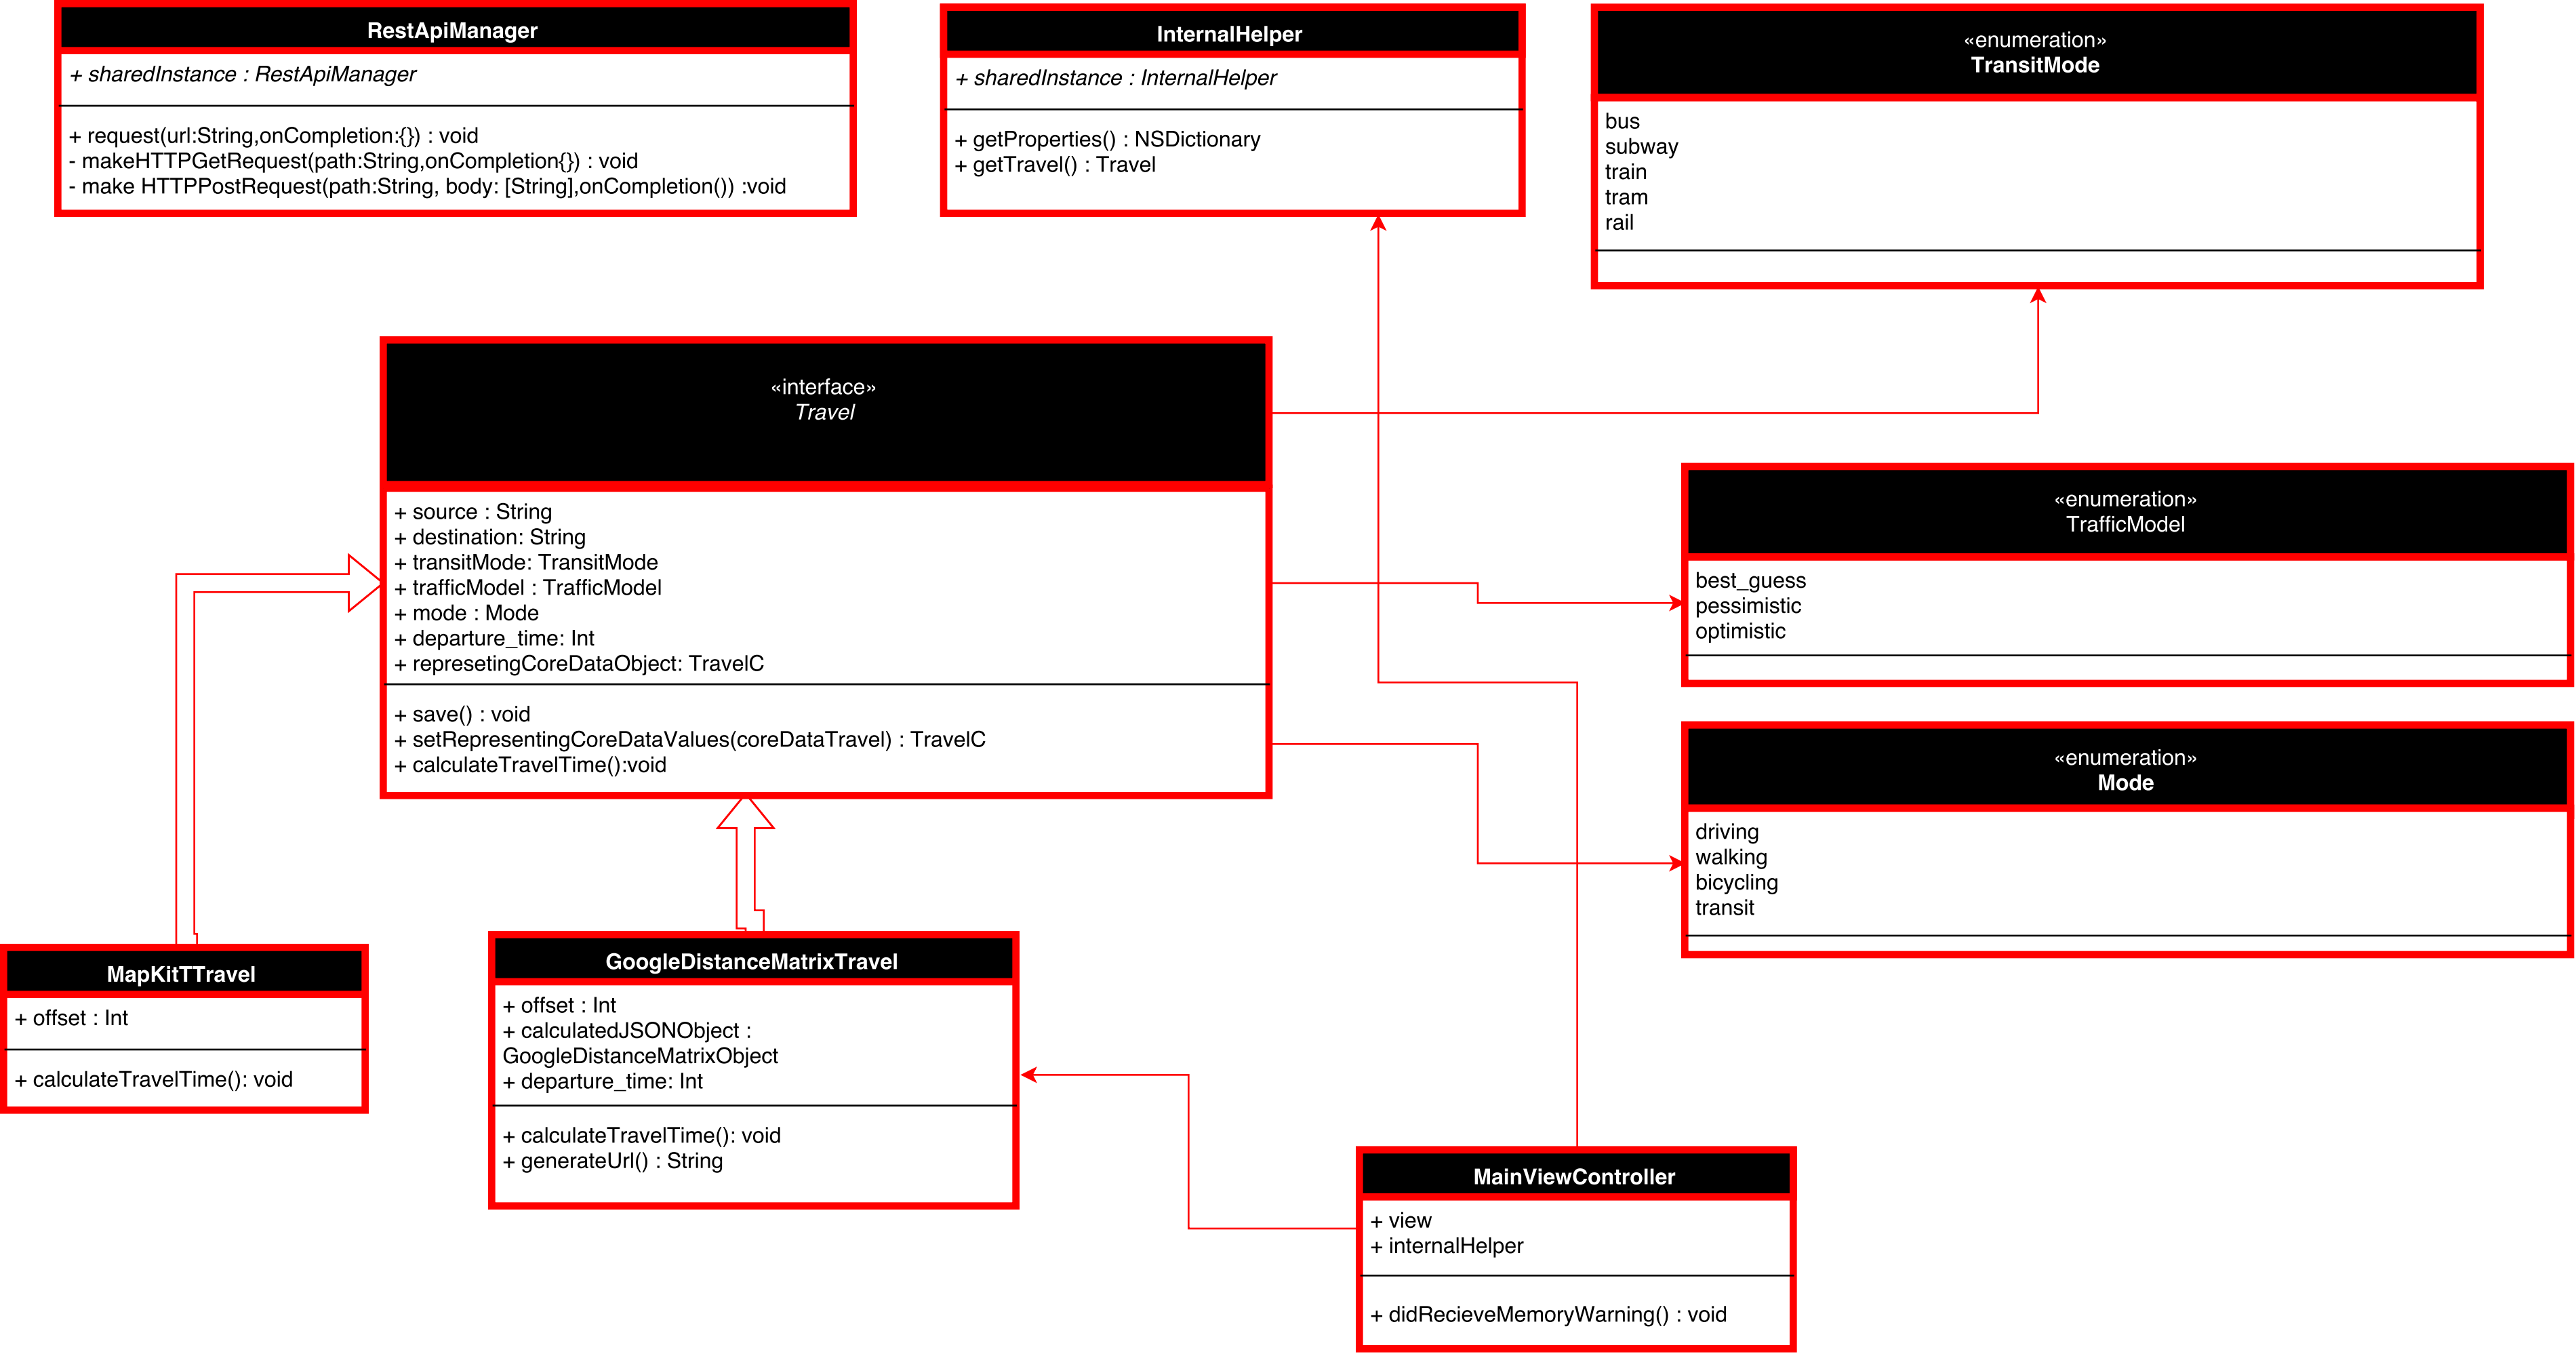 RestApiManager
+ sharedInstance : RestApiManager
+ request(url:String,onCompletion:{}) : void
- makeHTTPGetRequest(path:String,onCompletion{}) : void
- make HTTPPostRequest(path:String, body: [String],onCompletion()) :void
InternalHelper
+ sharedInstance : InternalHelper
+ getProperties() : NSDictionary
+ getTravel() : Travel
«enumeration»
TransitMode
bus
subway
train
tram
rail
«interface»
Travel
+ source : String
+ destination: String
+ transitMode: TransitMode
+ trafficModel : TrafficModel
+ mode : Mode
+ departure_time: Int
+ represetingCoreDataObject: TravelC
+ save() : void
+ setRepresentingCoreDataValues(coreDataTravel) : TravelC
+ calculateTravelTime():void
«enumeration»
TrafficModel
best_guess
pessimistic
optimistic
«enumeration»
Mode
driving
walking
bicycling
transit
MapKitTTravel
+ offset : Int
+ calculateTravelTime(): void
GoogleDistanceMatrixTravel
+ offset : Int
+ calculatedJSONObject :
GoogleDistanceMatrixObject
+ departure_time: Int
+ calculateTravelTime(): void
+ generateUrl() : String
MainViewController
+ view
+ internalHelper
+ didRecieveMemoryWarning() : void